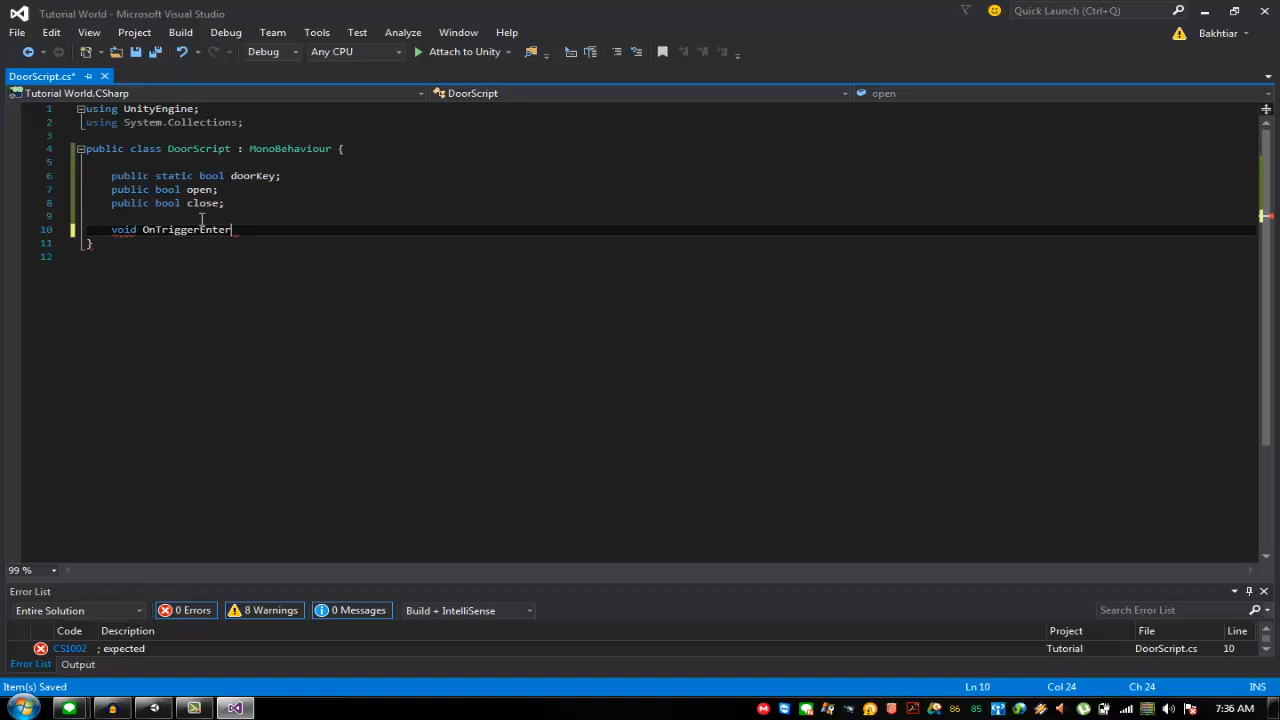 Tutorial World - Microsoft Visual Studio
Quick Launch (Ctrl+Q)
File Edit View Project Build Debug Team Tools Test Analyze Window Help
Bakhtiar
Debug Any CPU Attach to Unity
DoorScript.cs*
Tutorial World.CSharp DoorScript open
1 using UnityEngine;
2 using System.Collections;
3
4 public class DoorScript : MonoBehaviour {
5
6 public static bool doorKey;
7 public bool open;
8 public bool close;
9
10 void OnTriggerEnter
11 }
12
99 %
Error List
Entire Solution 0 Errors 8 Warnings 0 Messages Build + IntelliSense Search Error List
Code Description Project File Line
CS1002 ; expected Tutorial DoorScript.cs 10
Error List Output
Item(s) Saved Ln 10 Col 24 Ch 24 INS
86 85 7:36 AM